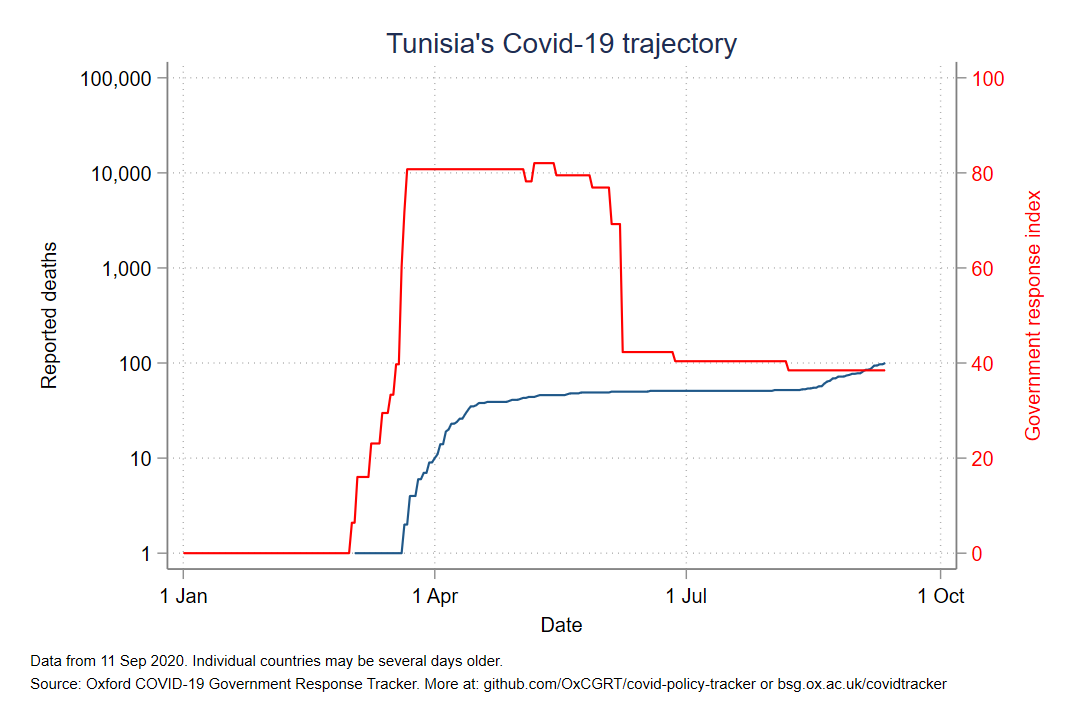 Tunisia's Covid-19 trajectory
100,000
10,000
1,000
100
10
1
Reported deaths
100
80
60
40
20
0
Government response index
1 Jan
1 Apr
1 Jul
1 Oct
Date
Data from 11 Sep 2020. Individual countries may be several days older.
Source: Oxford COVID-19 Government Response Tracker. More at: github.com/OxCGRT/covid-policy-tracker or bsg.ox.ac.uk/covidtracker